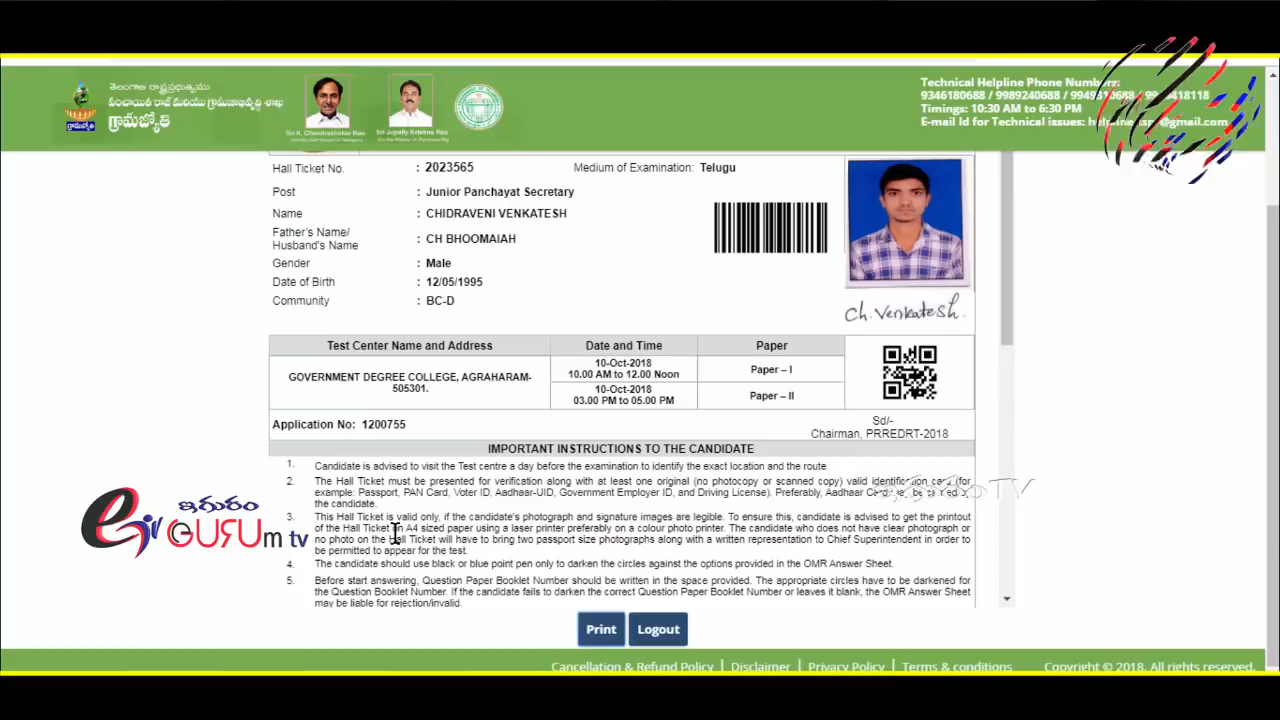 తెలంగాణ రాష్ట్రప్రభుత్వము
పంచాయితి రాజ్ మరియు గ్రామీణాభివృద్ధి శాఖ
గ్రామజ్యోతి
గ్రామజ్యోతి
Sri K. Chandrashekar Rao
Sri Jupally Krishna Rao
Technical Helpline Phone Numbers:
9346180688 / 9989240688 /
Timings: 10:30 AM to 6:30 PM
E-mail Id for Technical issues:
Hall Ticket No. : 2023565 Medium of Examination: Telugu
Post : Junior Panchayat Secretary
Name : CHIDRAVENI VENKATESH
Father's Name/
Husband's Name : CH BHOOMAIAH
Gender : Male
Date of Birth : 12/05/1995
Community : BC-D
Ch.Venkatesh.
Test Center Name and Address Date and Time Paper
GOVERNMENT DEGREE COLLEGE, AGRAHARAM-
505301.
10-Oct-2018
10.00 AM to 12.00 Noon Paper – I
10-Oct-2018
03.00 PM to 05.00 PM Paper – II
Application No: 1200755
Sd/-
Chairman, PRREDRT-2018
IMPORTANT INSTRUCTIONS TO THE CANDIDATE
1. Candidate is advised to visit the Test centre a day before the examination to identify the exact location and the route
2. The Hall Ticket must be presented for verification along with at least one original (no photocopy or scanned copy) valid identification card (for
example: Passport, PAN Card, Voter ID, Aadhaar-UID, Government Employer ID, and Driving License). Preferably, Aadhaar
the candidate.
3. This Hall Ticket is valid only, if the candidate's photograph and signature images are legible. To ensure this, candidate is advised to get the printout
of the Hall Ticket on A4 sized paper using a laser printer preferably on a colour photo printer. The candidate who does not have clear photograph or
no photo on the Hall Ticket will have to bring two passport size photographs along with a written representation to Chief Superintendent in order to
be permitted to appear for the test.
4. The candidate should use black or blue point pen only to darken the circles against the options provided in the OMR Answer Sheet.
5. Before start answering, Question Paper Booklet Number should be written in the space provided. The appropriate circles have to be darkened for
the Question Booklet Number. If the candidate fails to darken the correct Question Paper Booklet Number or leaves it blank, the OMR Answer Sheet
may be liable for rejection/invalid.
ఇగురం
eGURUm tv
TV
Print Logout
Cancellation & Refund Policy | Disclaimer | Privacy Policy | Terms & conditions Copyright © 2018. All rights reserved.